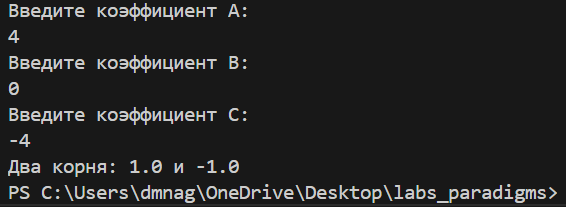 Введите коэффициент A:
4
Введите коэффициент B:
0
Введите коэффициент C:
-4
Два корня: 1.0 и -1.0
PS C:\Users\dmnag\OneDrive\Desktop\labs_paradigms>